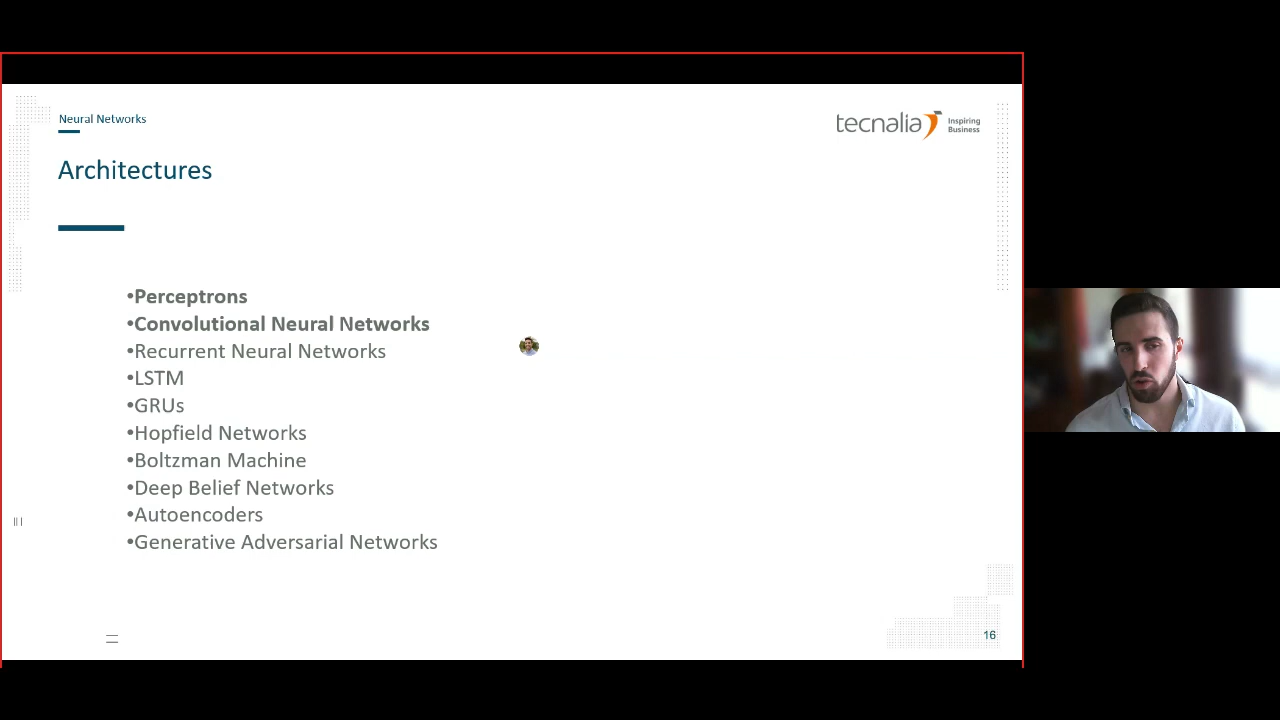 Neural Networks
tecnalia Inspiring Business
Architectures
•Perceptrons
•Convolutional Neural Networks
•Recurrent Neural Networks
•LSTM
•GRUs
•Hopfield Networks
•Boltzman Machine
•Deep Belief Networks
•Autoencoders
•Generative Adversarial Networks
16